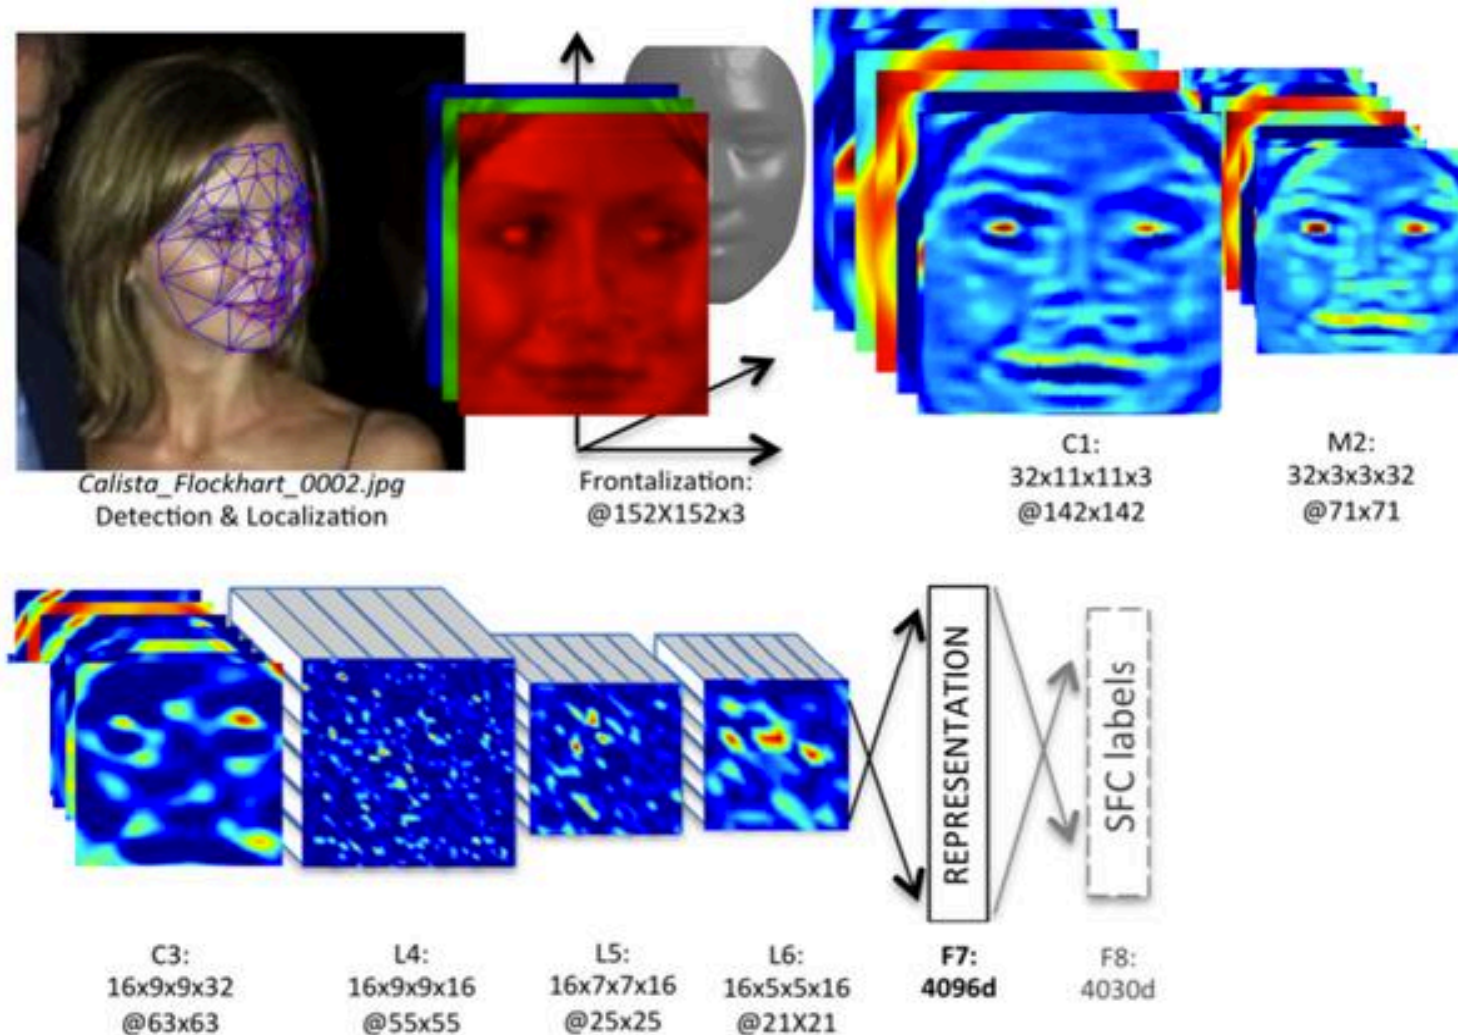 Calista_Flockhart_0002.jpg
Detection & Localization
Frontalization:
@152X152x3
C1:
32x11x11x3
@142x142
M2:
32x3x3x32
@71x71
REPRESENTATION
SFC labels
C3:
16x9x9x32
@63x63
L4:
16x9x9x16
@55x55
L5:
16x7x7x16
@25x25
L6:
16x5x5x16
@21X21
F7:
4096d
F8:
4030d